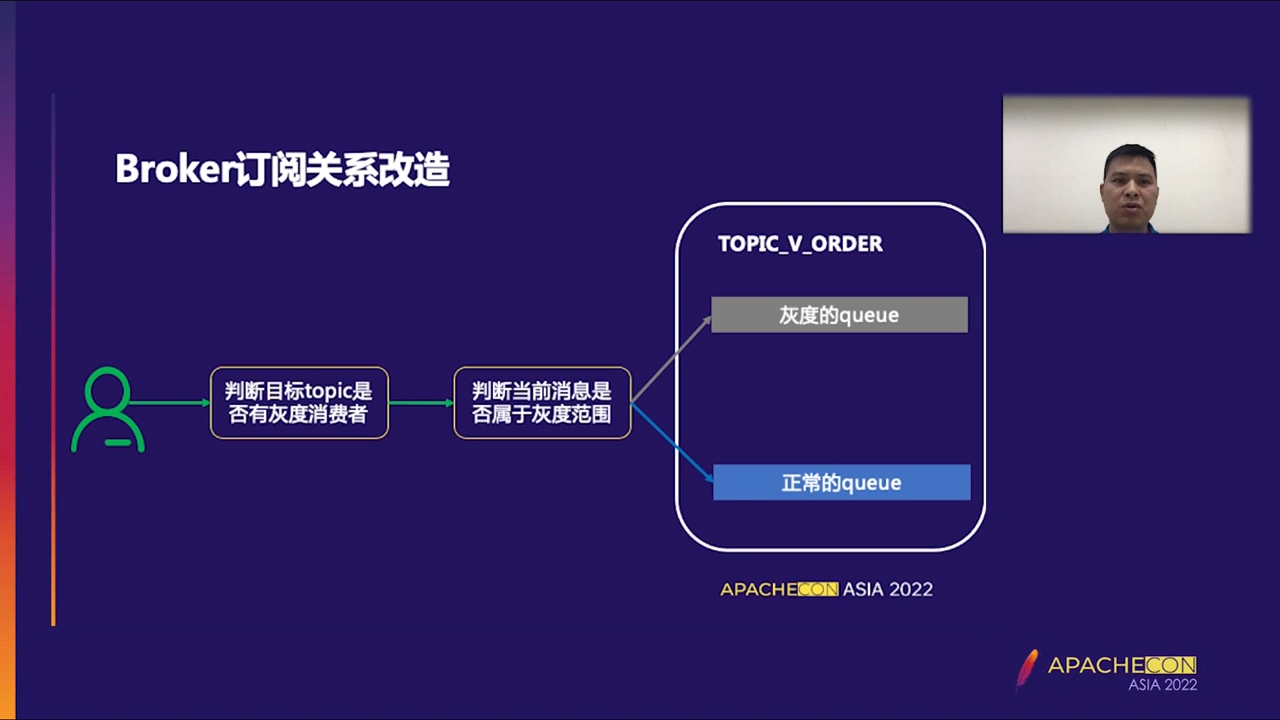 Broker订阅关系改造
TOPIC_V_ORDER
灰度的queue
判断目标topic是
否有灰度消费者
判断当前消息是
否属于灰度范围
正常的queue
APACHECON ASIA 2022
APACHECON
ASIA 2022